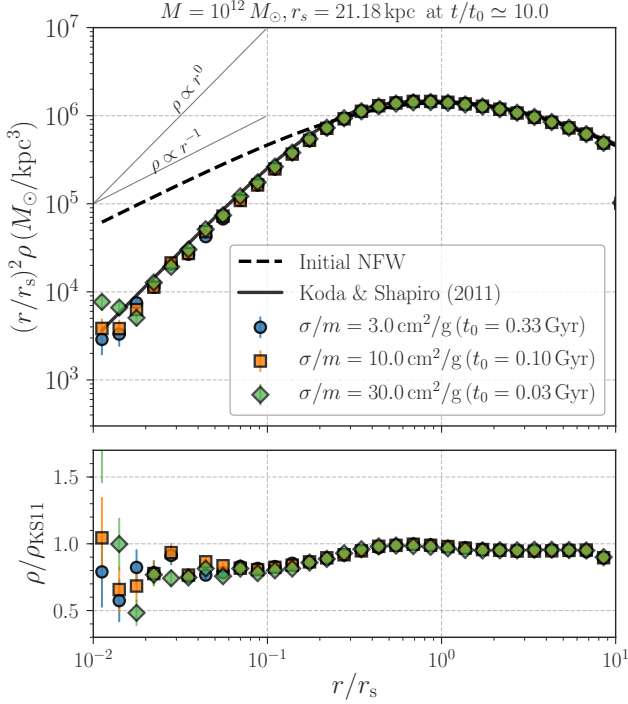 M = 10^12 M_⊙, r_s = 21.18 kpc at t/t_0 ≃ 10.0
10^7
10^6
10^5
10^4
10^3
(r/r_s)^2 ρ (M_⊙/kpc^3)
ρ ∝ r^0
ρ ∝ r^−1
Initial NFW
Koda & Shapiro (2011)
σ/m = 3.0 cm^2/g (t_0 = 0.33 Gyr)
σ/m = 10.0 cm^2/g (t_0 = 0.10 Gyr)
σ/m = 30.0 cm^2/g (t_0 = 0.03 Gyr)
1.5
1.0
0.5
ρ/ρ_KS11
10^−2
10^−1
10^0
10^1
r/r_s